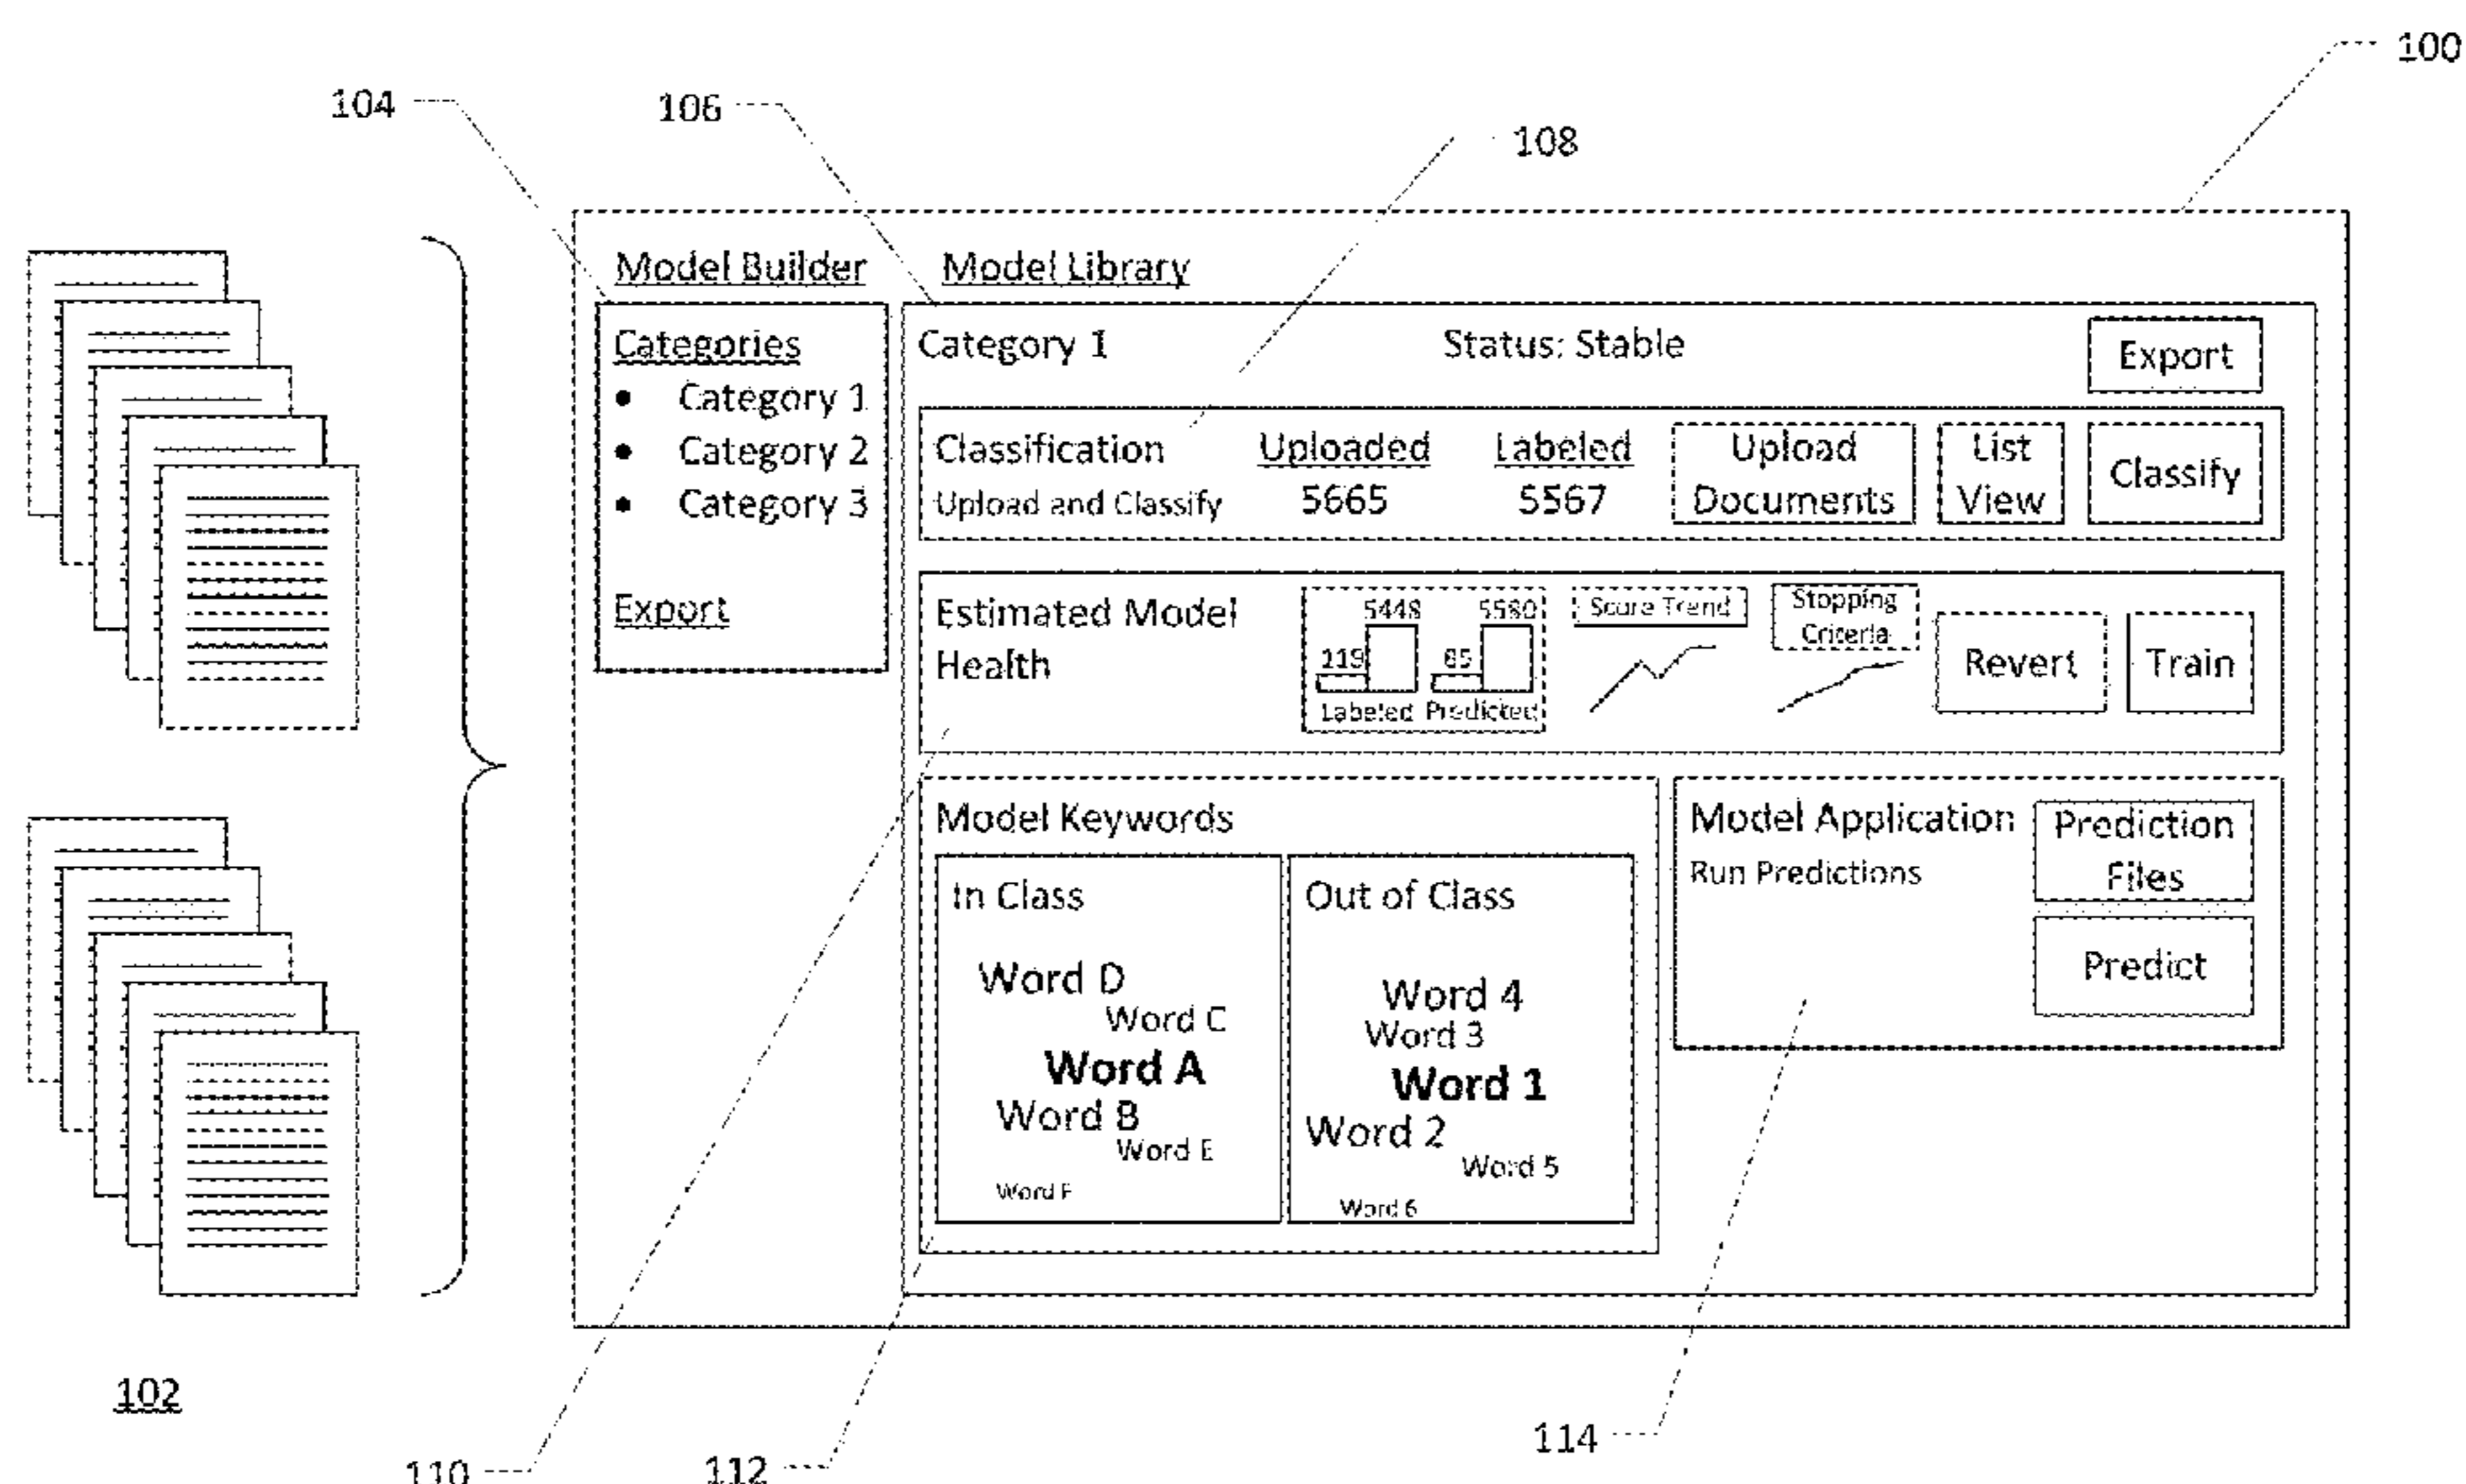 100
104
106
108
Model Builder
Model Library
Categories
• Category 1
• Category 2
• Category 3
Export
Category 1
Status: Stable
Export
Classification
Upload and Classify
Uploaded
5665
Labeled
5567
Upload
Documents
List
View
Classify
Estimated Model
Health
5448
5580
119
85
Labeled
Predicted
Score Trend
Stopping
Criteria
Revert
Train
Model Keywords
In Class
Word D
Word C
Word A
Word B
Word E
Word F
Out of Class
Word 4
Word 3
Word 1
Word 2
Word 5
Word 6
Model Application
Run Predictions
Prediction
Files
Predict
102
110
112
114